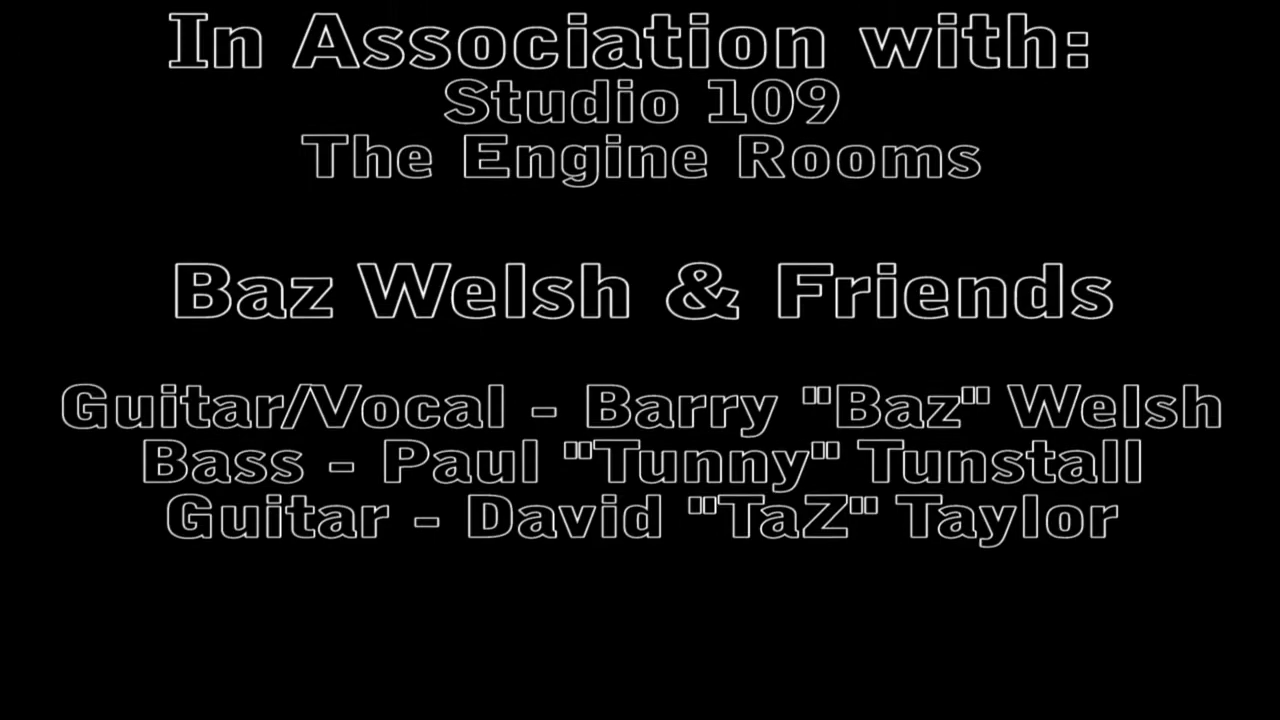 In Association with:
Studio 109
The Engine Rooms
Baz Welsh & Friends
Guitar/Vocal - Barry "Baz" Welsh
Bass - Paul "Tunny" Tunstall
Guitar - David "TaZ" Taylor